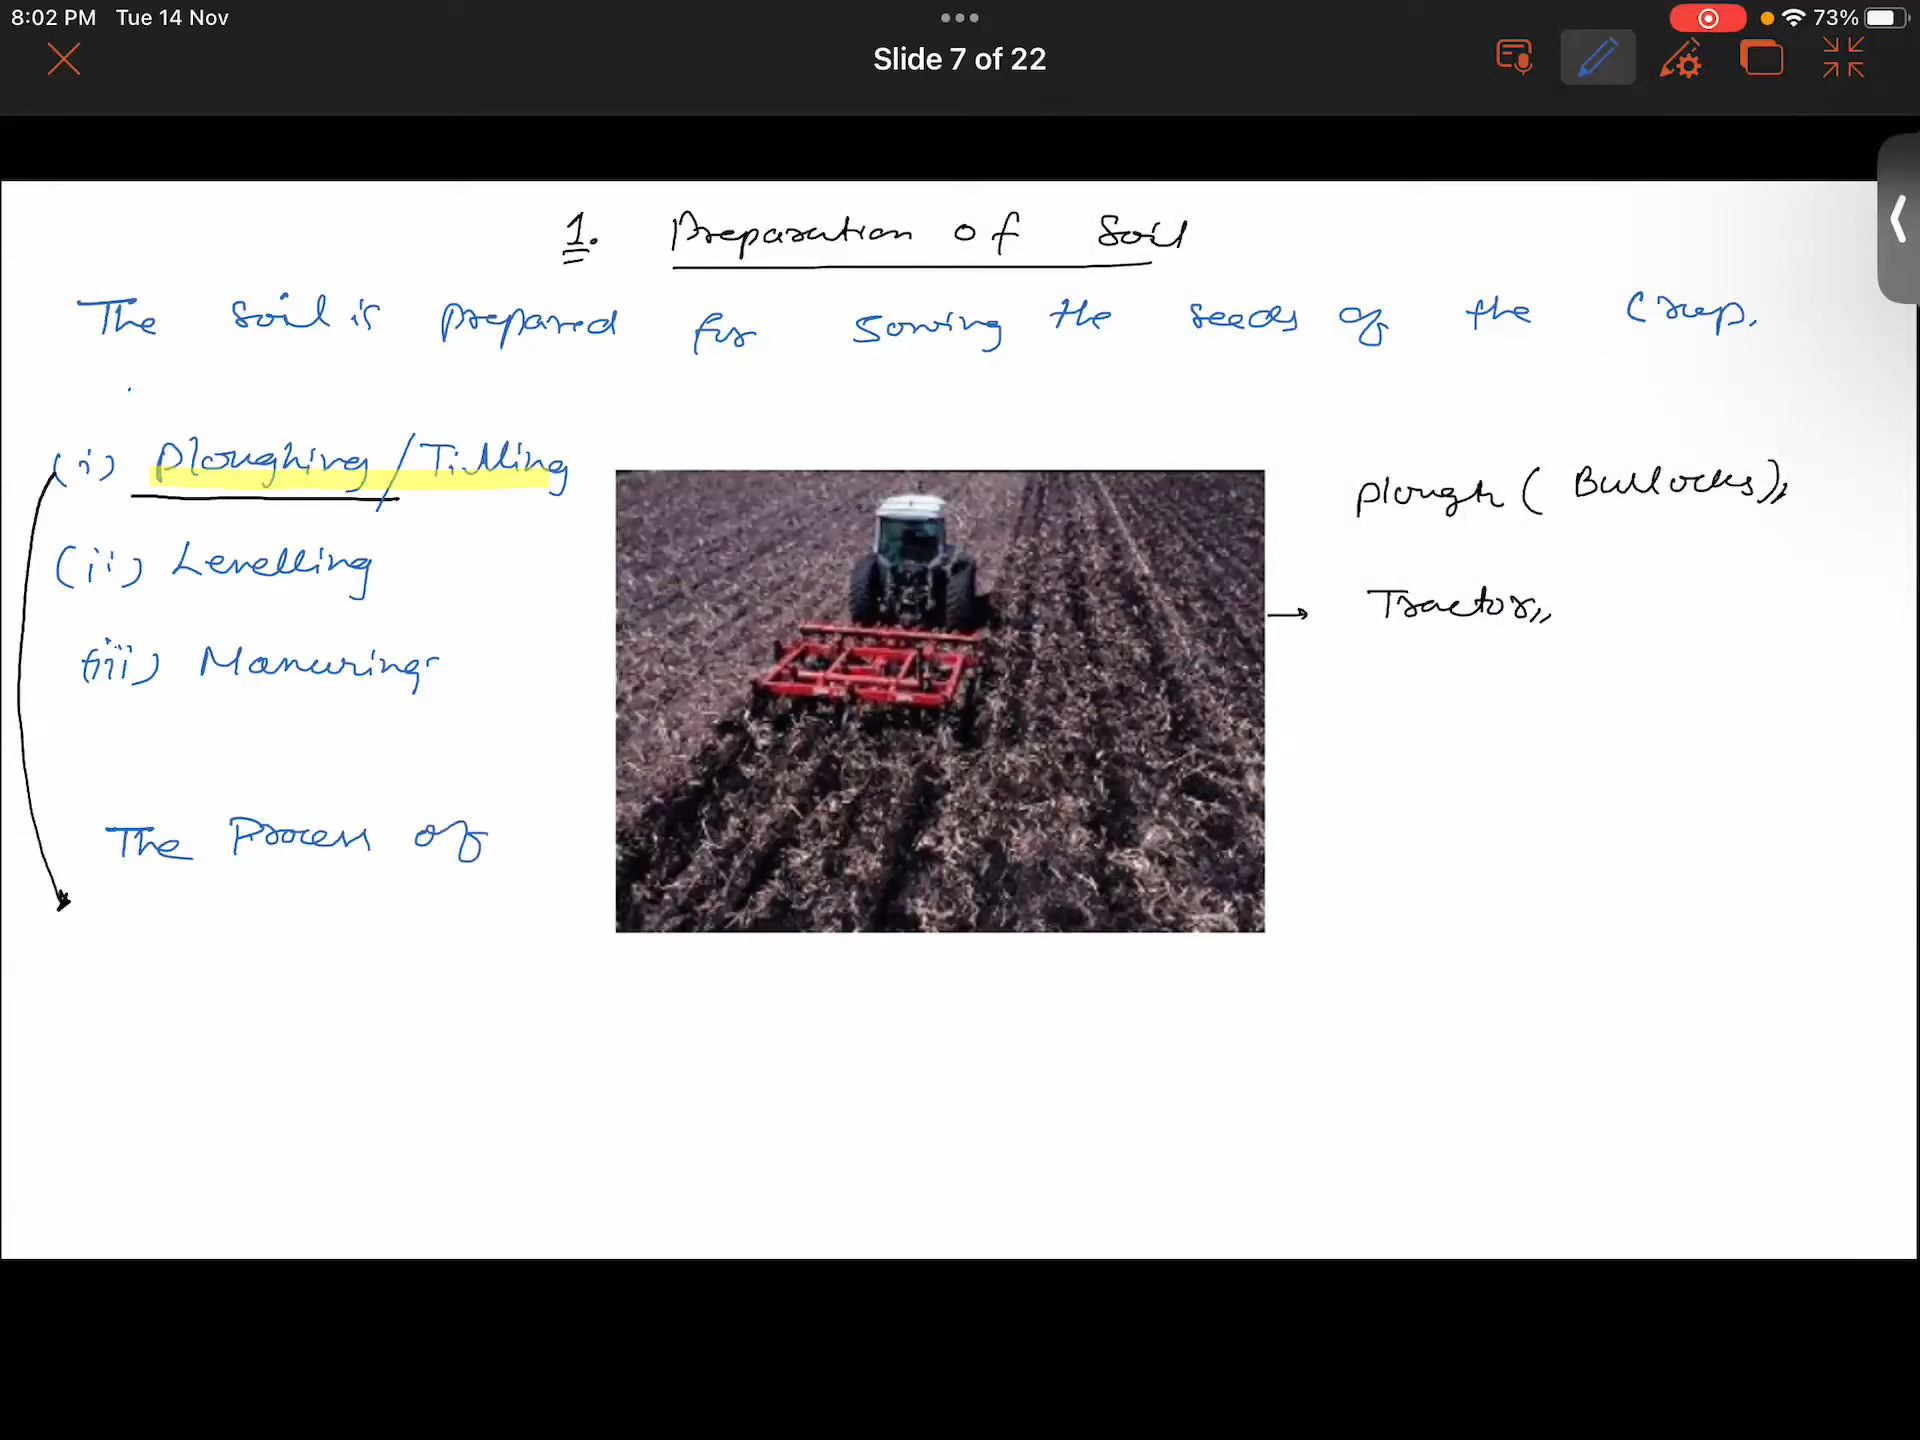 8:02 PM Tue 14 Nov
73%
Slide 7 of 22
1. Preparation of Soil
The soil is prepared for sowing the seeds of the Crop.
(i) Ploughing/Tilling
Plough (Bullocks),,
(ii) Levelling
Tractor,,
(iii) Manuring
The Process of